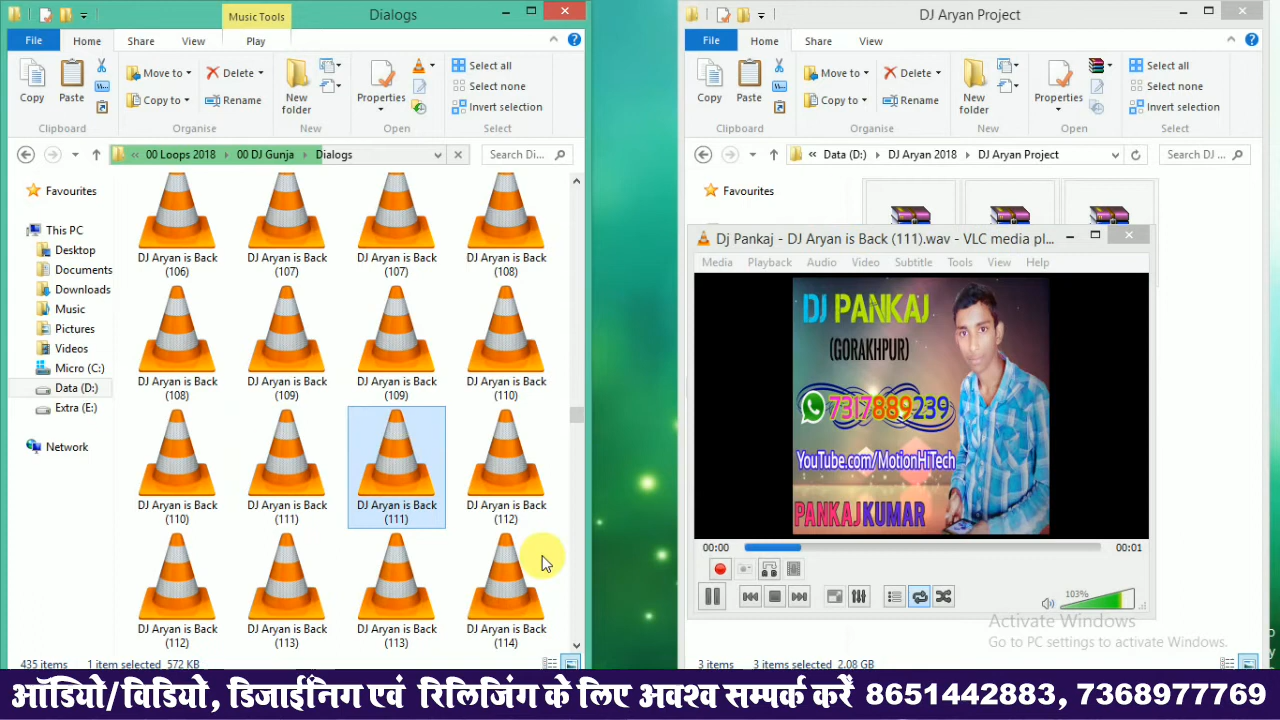 Music Tools
Dialogs
File
Home
Share
View
Play
Copy
Paste
Move to
Copy to
Delete
Rename
New folder
Properties
Select all
Select none
Invert selection
Clipboard
Organise
New
Open
Select
00 Loops 2018
00 DJ Gunja
Dialogs
Search Di...
Favourites
This PC
Desktop
Documents
Downloads
Music
Pictures
Videos
Micro (C:)
Data (D:)
Extra (E:)
Network
DJ Aryan is Back (106)
DJ Aryan is Back (107)
DJ Aryan is Back (107)
DJ Aryan is Back (108)
DJ Aryan is Back (108)
DJ Aryan is Back (109)
DJ Aryan is Back (109)
DJ Aryan is Back (110)
DJ Aryan is Back (110)
DJ Aryan is Back (111)
DJ Aryan is Back (111)
DJ Aryan is Back (112)
DJ Aryan is Back (112)
DJ Aryan is Back (113)
DJ Aryan is Back (113)
DJ Aryan is Back (114)
435 items
1 item selected 572 KB
DJ Aryan Project
File
Home
Share
View
Copy
Paste
Move to
Copy to
Delete
Rename
New folder
Properties
Select all
Select none
Invert selection
Clipboard
Organise
New
Open
Select
Data (D:)
DJ Aryan 2018
DJ Aryan Project
Search DJ ...
Favourites
Dj Pankaj - DJ Aryan is Back (111).wav - VLC media pl...
Media
Playback
Audio
Video
Subtitle
Tools
View
Help
DJ PANKAJ
(GORAKHPUR)
7317889239
YouTube.com/MotionHiTech
PANKAJ KUMAR
00:00
00:01
103%
Activate Windows
Go to PC settings to activate Windows.
3 items
3 items selected 2.08 GB
ऑडियो/विडियो, डिजाईनिंग एवं रिलिजिंग के लिए अवश्य सम्पर्क करें 8651442883, 7368977769